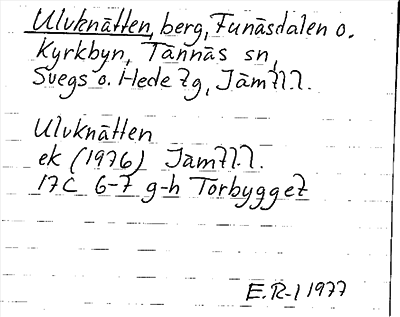 Ulvknätten, berg, Funäsdalen o.
Kyrkbyn, Tännäs sn,
Svegs o. Hede tg, Jämtl.l.
Ulvknätten
ek (1976) Jämtl.l.
17C 6-7 g-h Torbygget
E.R-l 1977